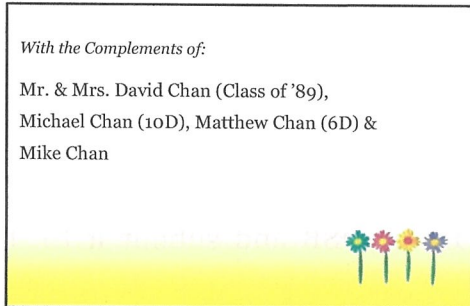 With the Complements of:
Mr. & Mrs. David Chan (Class of ’89),
Michael Chan (10D), Matthew Chan (6D) &
Mike Chan